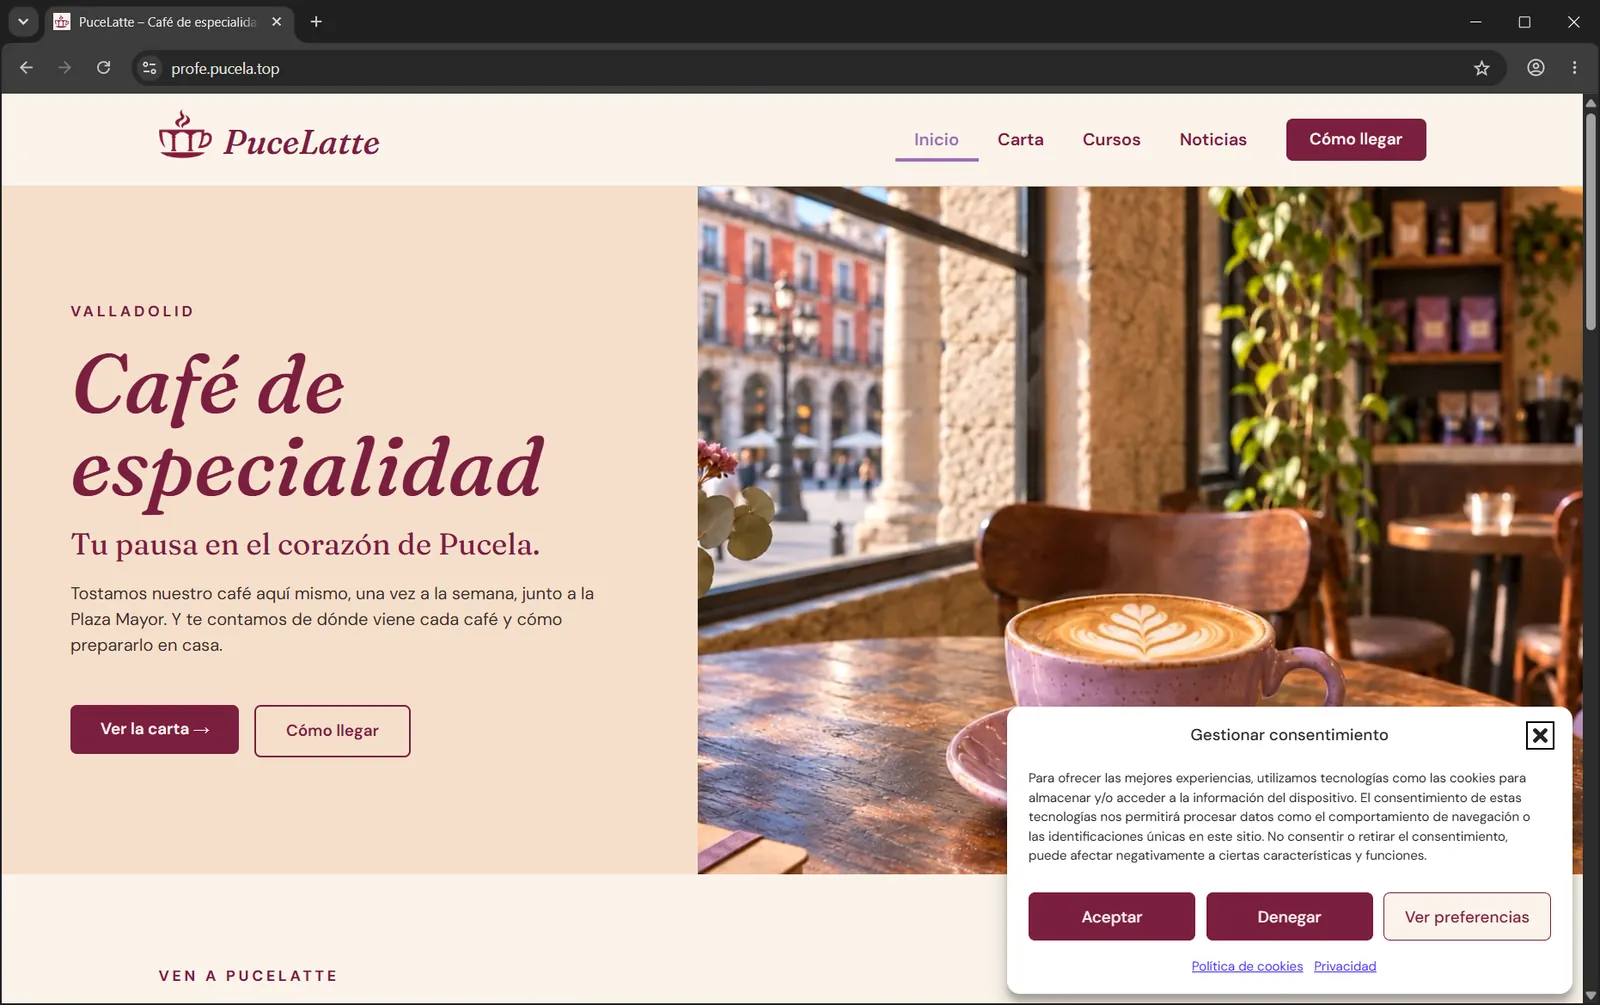 PuceLatte – Café de especialida
profe.pucela.top
PuceLatte
Inicio
Carta
Cursos
Noticias
Cómo llegar
VALLADOLID
Café de
especialidad
Tu pausa en el corazón de Pucela.
Tostamos nuestro café aquí mismo, una vez a la semana, junto a la
Plaza Mayor. Y te contamos de dónde viene cada café y cómo
prepararlo en casa.
Ver la carta →
Cómo llegar
Gestionar consentimiento
Para ofrecer las mejores experiencias, utilizamos tecnologías como las cookies para
almacenar y/o acceder a la información del dispositivo. El consentimiento de estas
tecnologías nos permitirá procesar datos como el comportamiento de navegación o
las identificaciones únicas en este sitio. No consentir o retirar el consentimiento,
puede afectar negativamente a ciertas características y funciones.
Aceptar
Denegar
Ver preferencias
Política de cookies
Privacidad
VEN A PUCELATTE